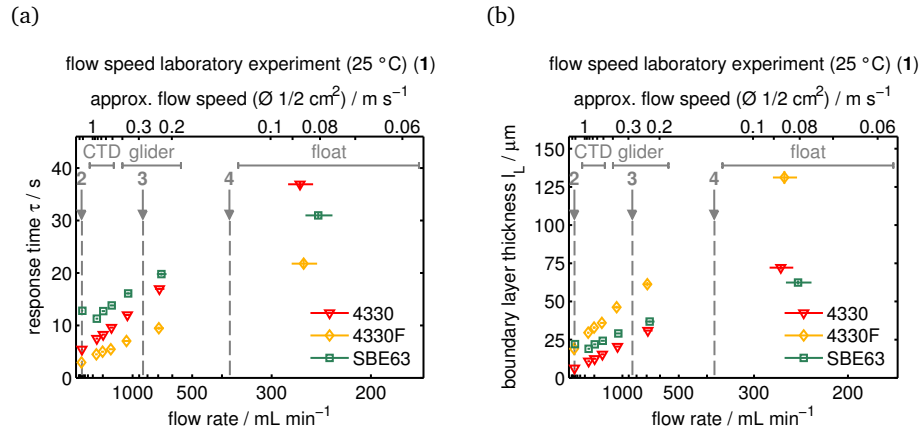 (a)
flow speed laboratory experiment (25 °C) (1)
approx. flow speed (Ø 1/2 cm²) / m s⁻¹
1 0.3 0.2 0.1 0.08 0.06
CTD glider float
2 3 4
response time τ / s
40
30
20
10
0
4330
4330F
SBE63
1000 500 300 200
flow rate / mL min⁻¹
(b)
flow speed laboratory experiment (25 °C) (1)
approx. flow speed (Ø 1/2 cm²) / m s⁻¹
1 0.3 0.2 0.1 0.08 0.06
CTD glider float
2 3 4
boundary layer thickness l_L / μm
150
125
100
75
50
25
0
4330
4330F
SBE63
1000 500 300 200
flow rate / mL min⁻¹